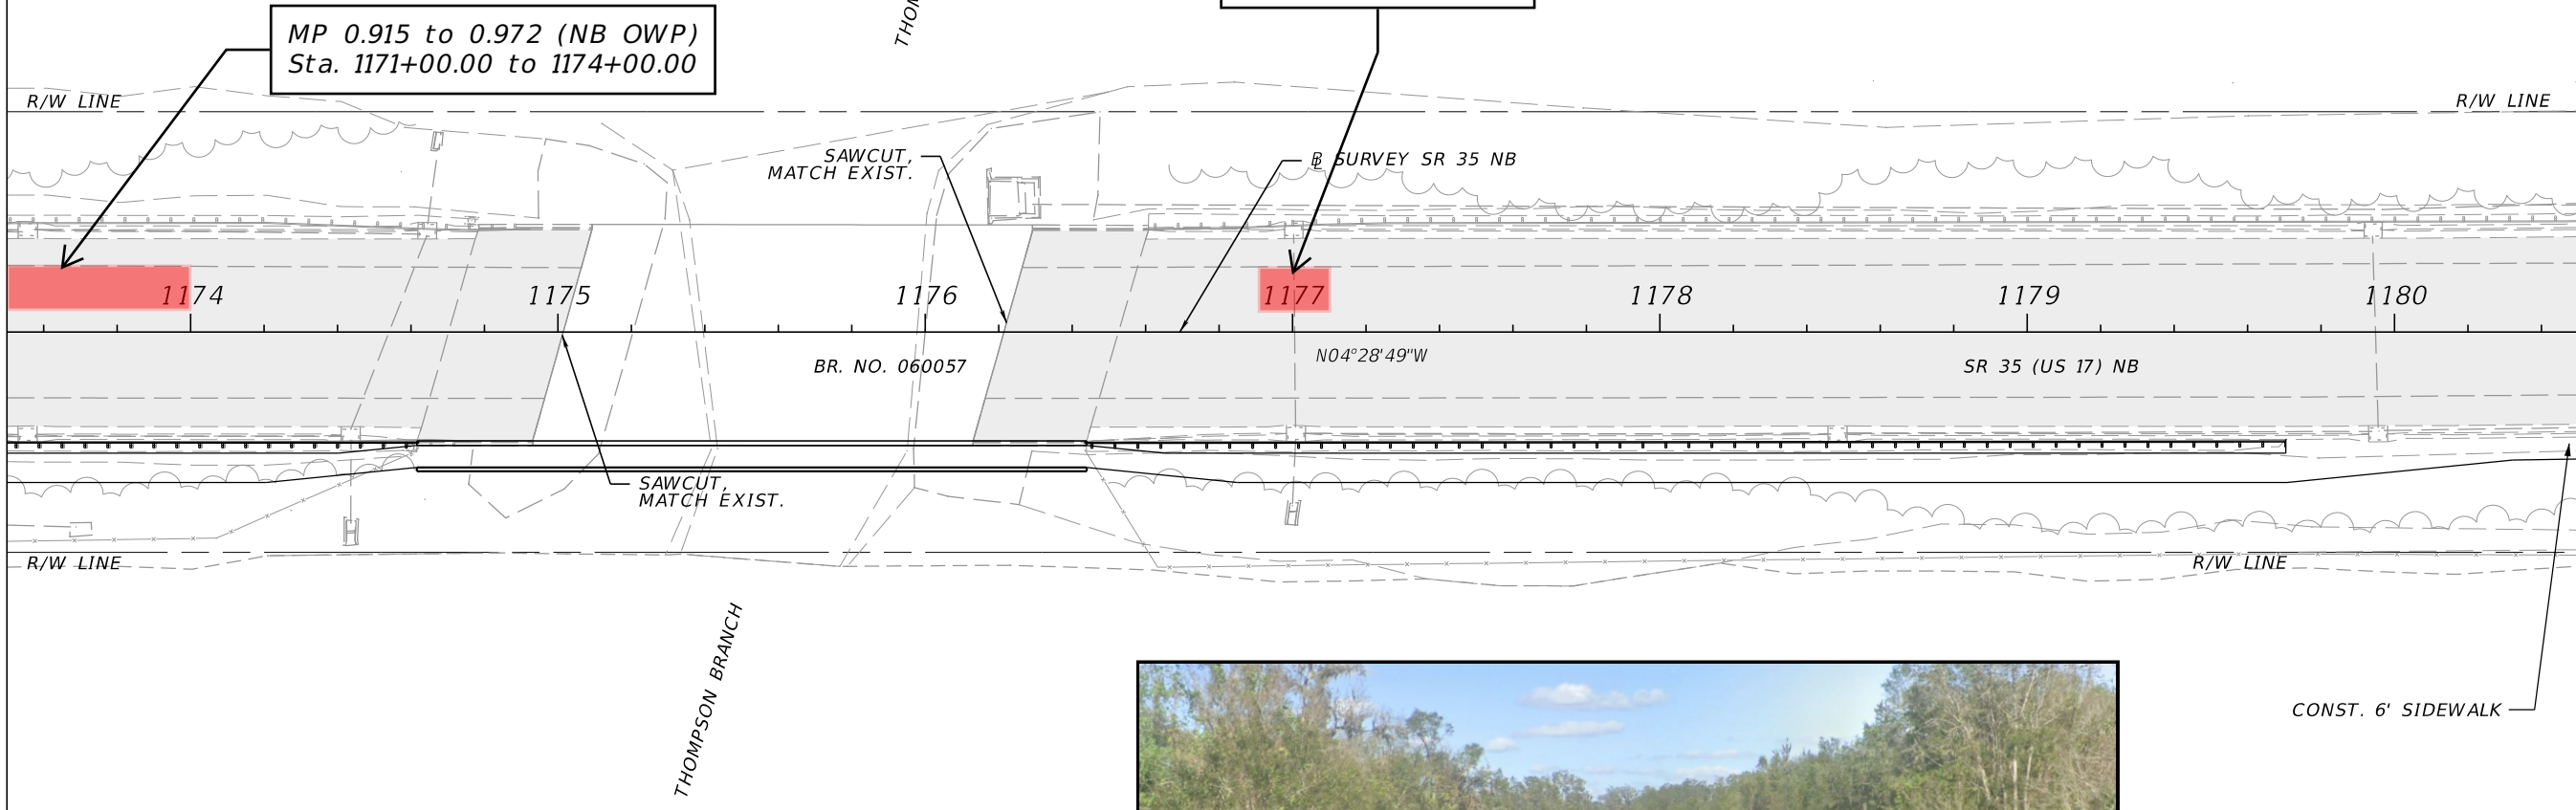 MP 0.915 to 0.972 (NB OWP)
Sta. 1171+00.00 to 1174+00.00
R/W LINE
R/W LINE
SAWCUT,
MATCH EXIST.
SURVEY SR 35 NB
1174
1175
1176
1177
1178
1179
1180
BR. NO. 060057
N04°28'49"W
SR 35 (US 17) NB
SAWCUT,
MATCH EXIST.
R/W LINE
R/W LINE
THOMPSON BRANCH
CONST. 6' SIDEWALK